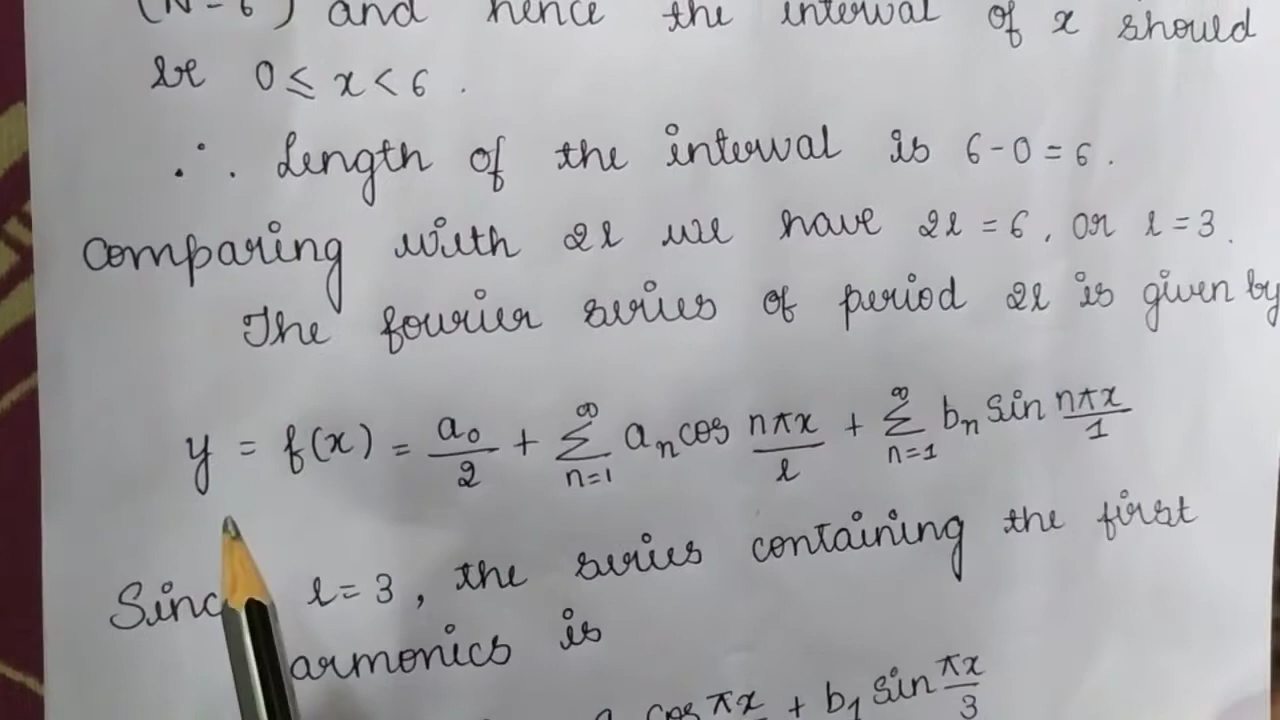 (N = 6) and hence the interval of x should
be 0 ≤ x < 6 .
∴ Length of the interval is 6-0 = 6 .
Comparing with 2l we have 2l = 6, or l = 3 .
The fourier series of period 2l is given by
y = f(x) = a₀/2 + ∑_{n=1}^{∞} aₙ cos nπx/l + ∑_{n=1}^{∞} bₙ sin nπx/1
Sinc l = 3 , the series containing the first
armonics is
cos πx + b₁ sin πx/3